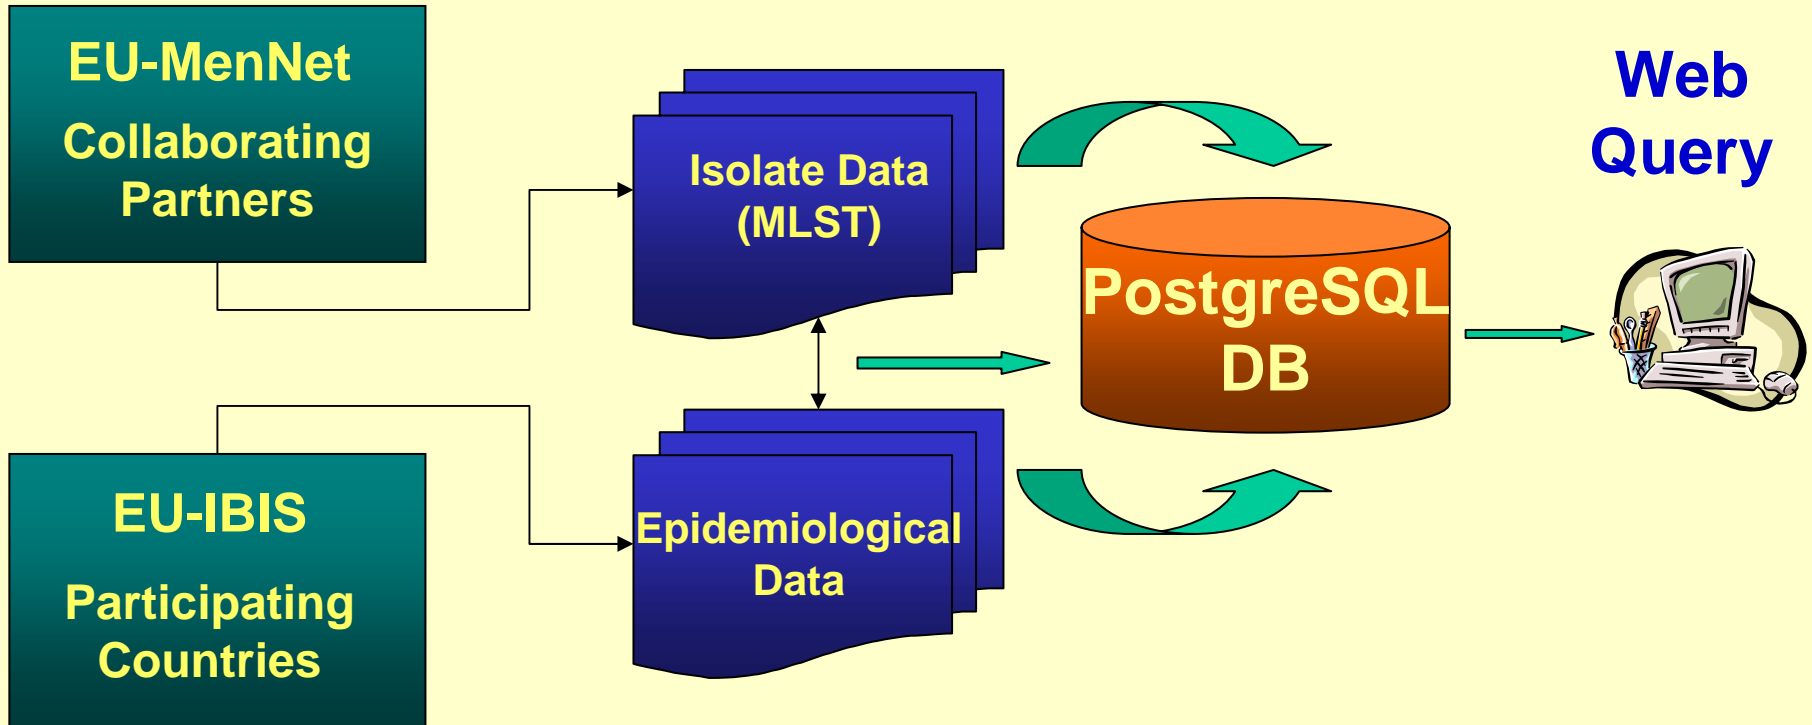 EU-MenNet
Collaborating
Partners
Isolate Data
(MLST)
Web
Query
PostgreSQL
DB
EU-IBIS
Participating
Countries
Epidemiological
Data